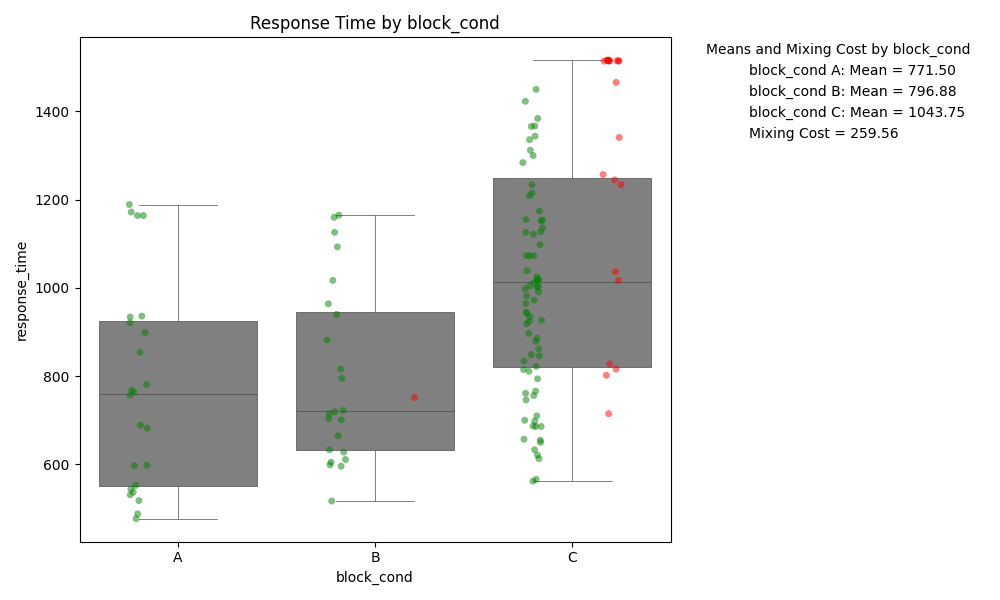 Response Time by block_cond
Means and Mixing Cost by block_cond
block_cond A: Mean = 771.50
block_cond B: Mean = 796.88
block_cond C: Mean = 1043.75
Mixing Cost = 259.56
response_time
1400
1200
1000
800
600
A
B
C
block_cond